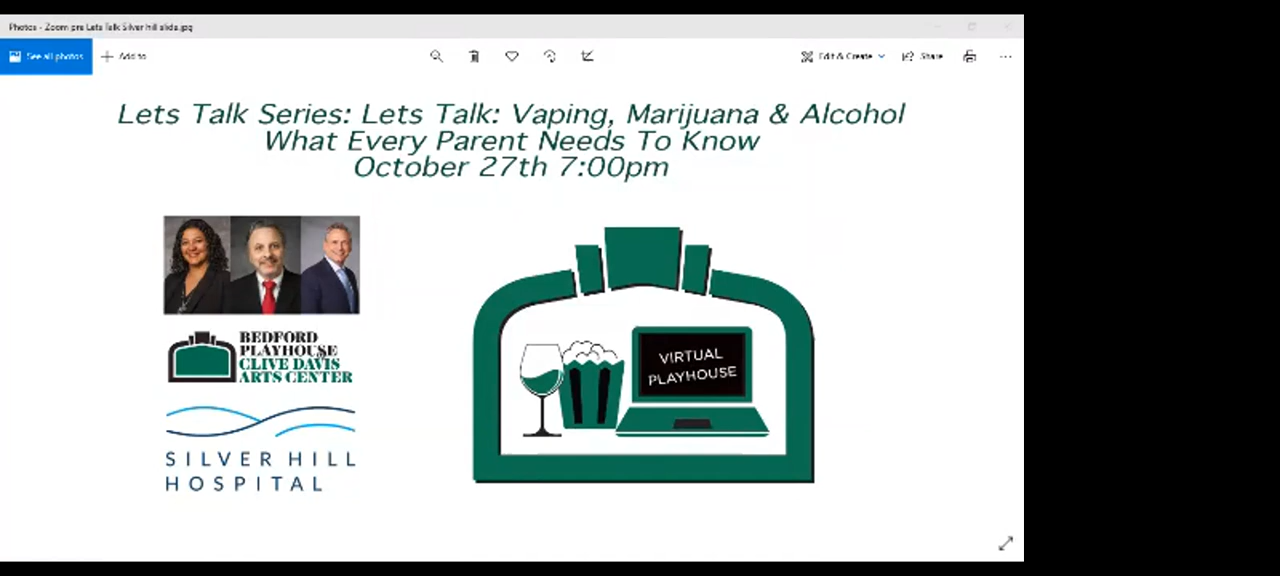 Photos - Zoom pre Lets Talk Silver hill slide.jpg
See all photos
Add to
Edit & Create
Share
Lets Talk Series: Lets Talk: Vaping, Marijuana & Alcohol
What Every Parent Needs To Know
October 27th 7:00pm
BEDFORD
PLAYHOUSE
CLIVE DAVIS
ARTS CENTER
SILVER HILL
HOSPITAL
VIRTUAL
PLAYHOUSE